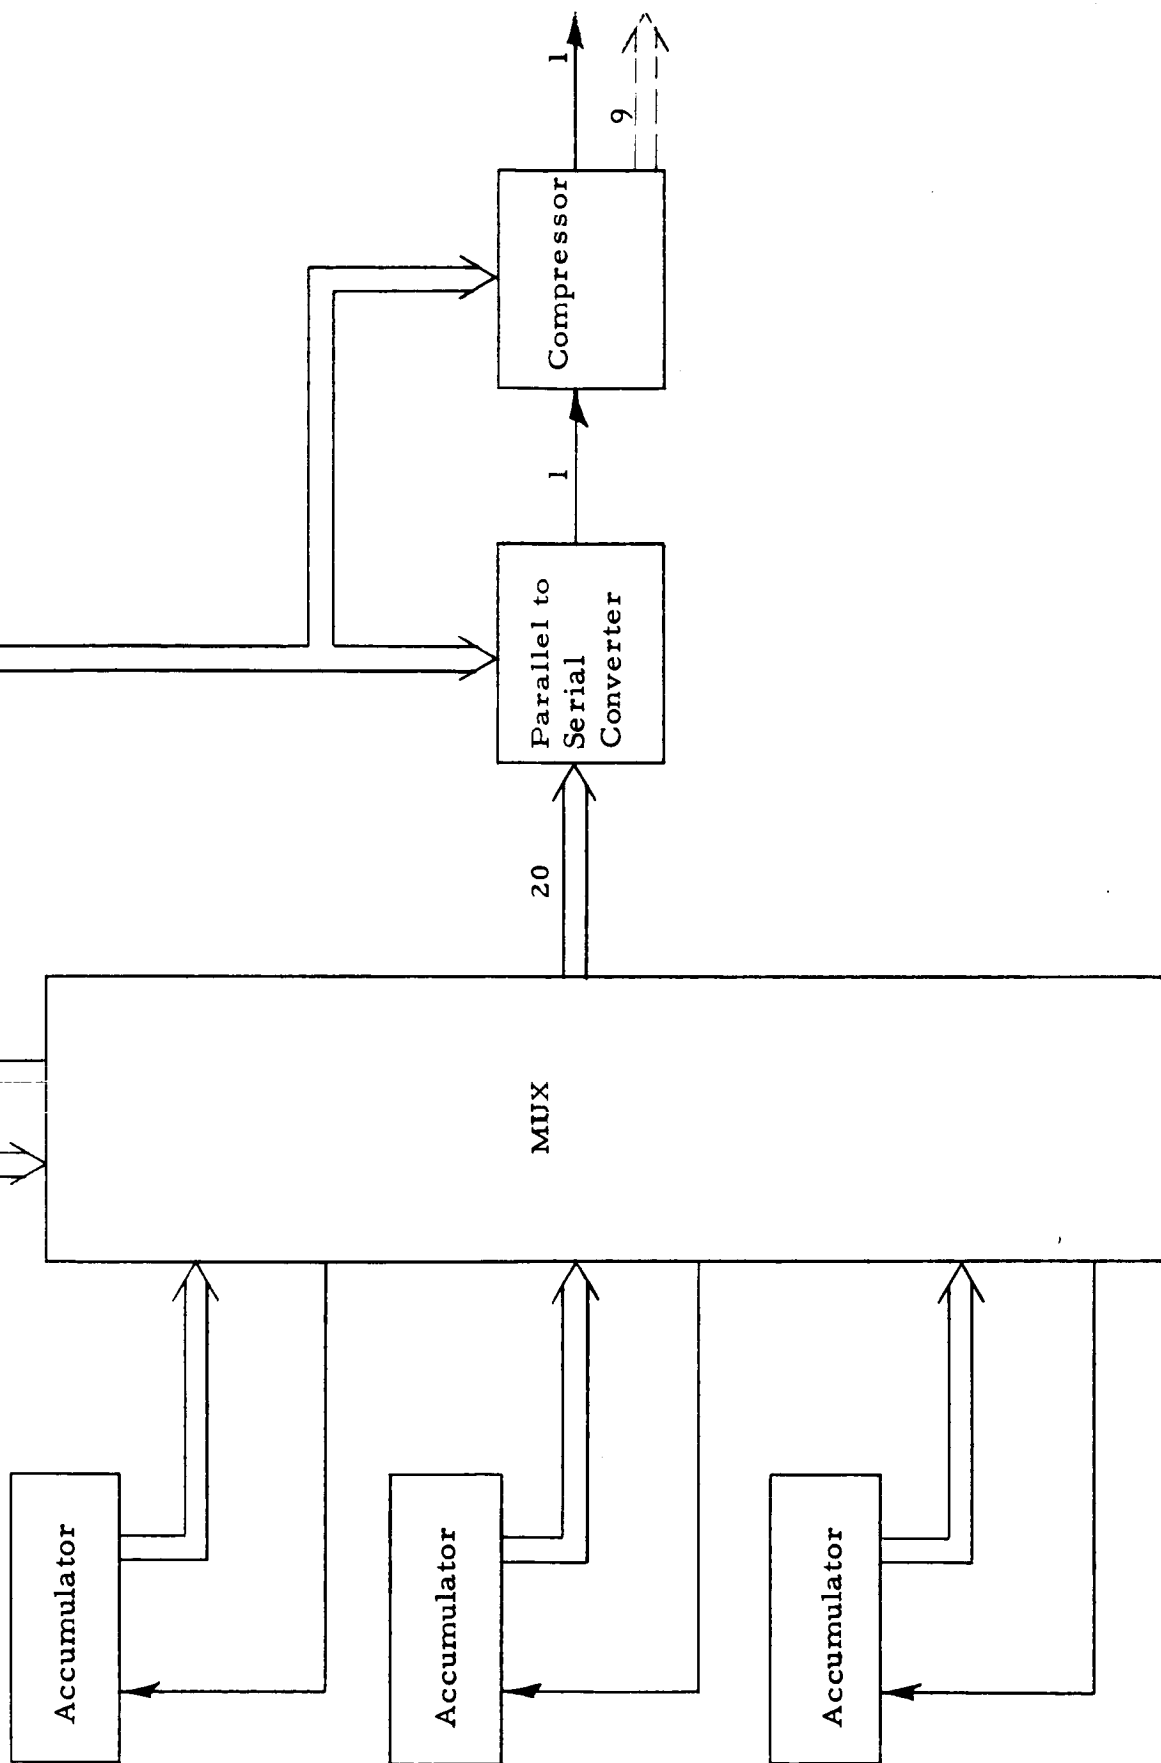 Accumulator
Accumulator
Accumulator
MUX
20
Parallel to
Serial
Converter
1
Compressor
1
9